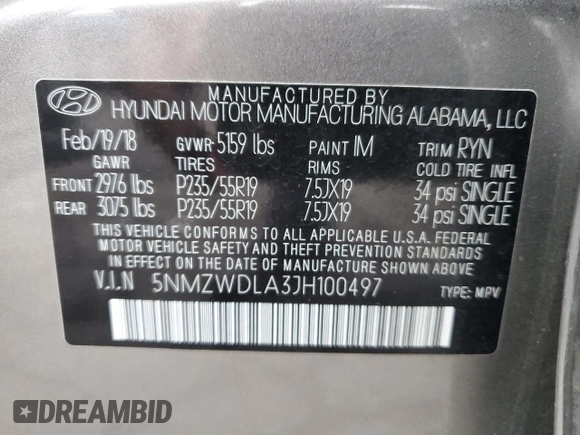 MANUFACTURED BY
HYUNDAI MOTOR MANUFACTURING ALABAMA, LLC
Feb/19/18 GVWR 5159 lbs PAINT IM TRIM RYN
GAWR TIRES RIMS COLD TIRE INFL
FRONT 2976 lbs P235/55R19 7.5JX19 34 psi SINGLE
REAR 3075 lbs P235/55R19 7.5JX19 34 psi SINGLE
THIS VEHICLE CONFORMS TO ALL APPLICABLE U.S.A. FEDERAL
MOTOR VEHICLE SAFETY AND THEFT PREVENTION STANDARDS
IN EFFECT ON THE DATE OF MANUFACTURE SHOWN ABOVE.
V.I.N 5NMZWDLA3JH100497 TYPE: MPV
DREAMBID